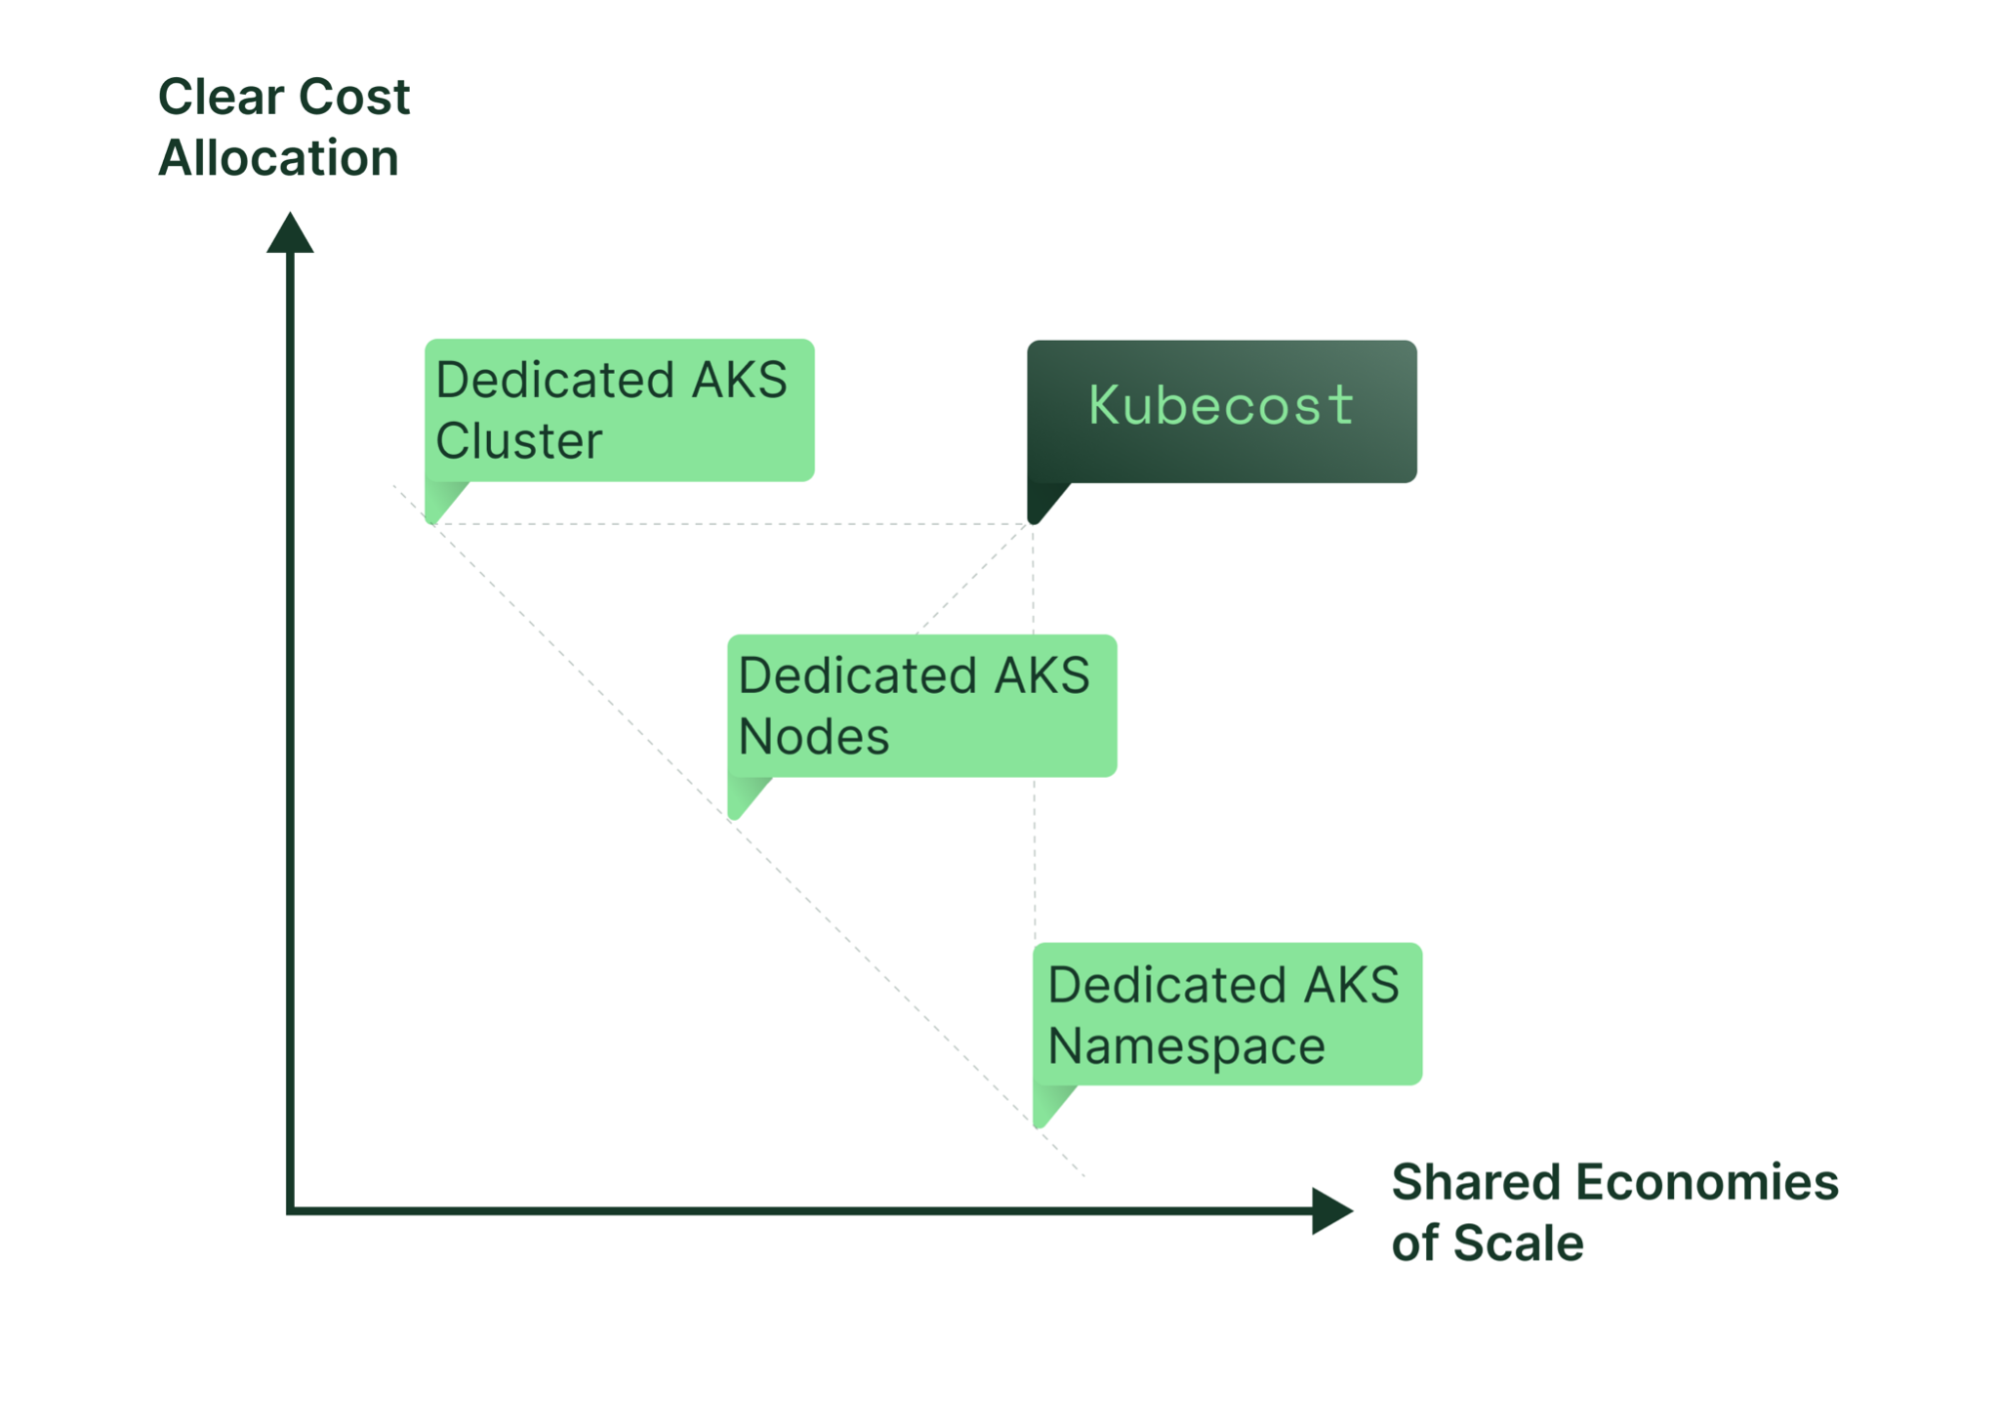 Clear Cost
Allocation
Dedicated AKS
Cluster
Kubecost
Dedicated AKS
Nodes
Dedicated AKS
Namespace
Shared Economies
of Scale